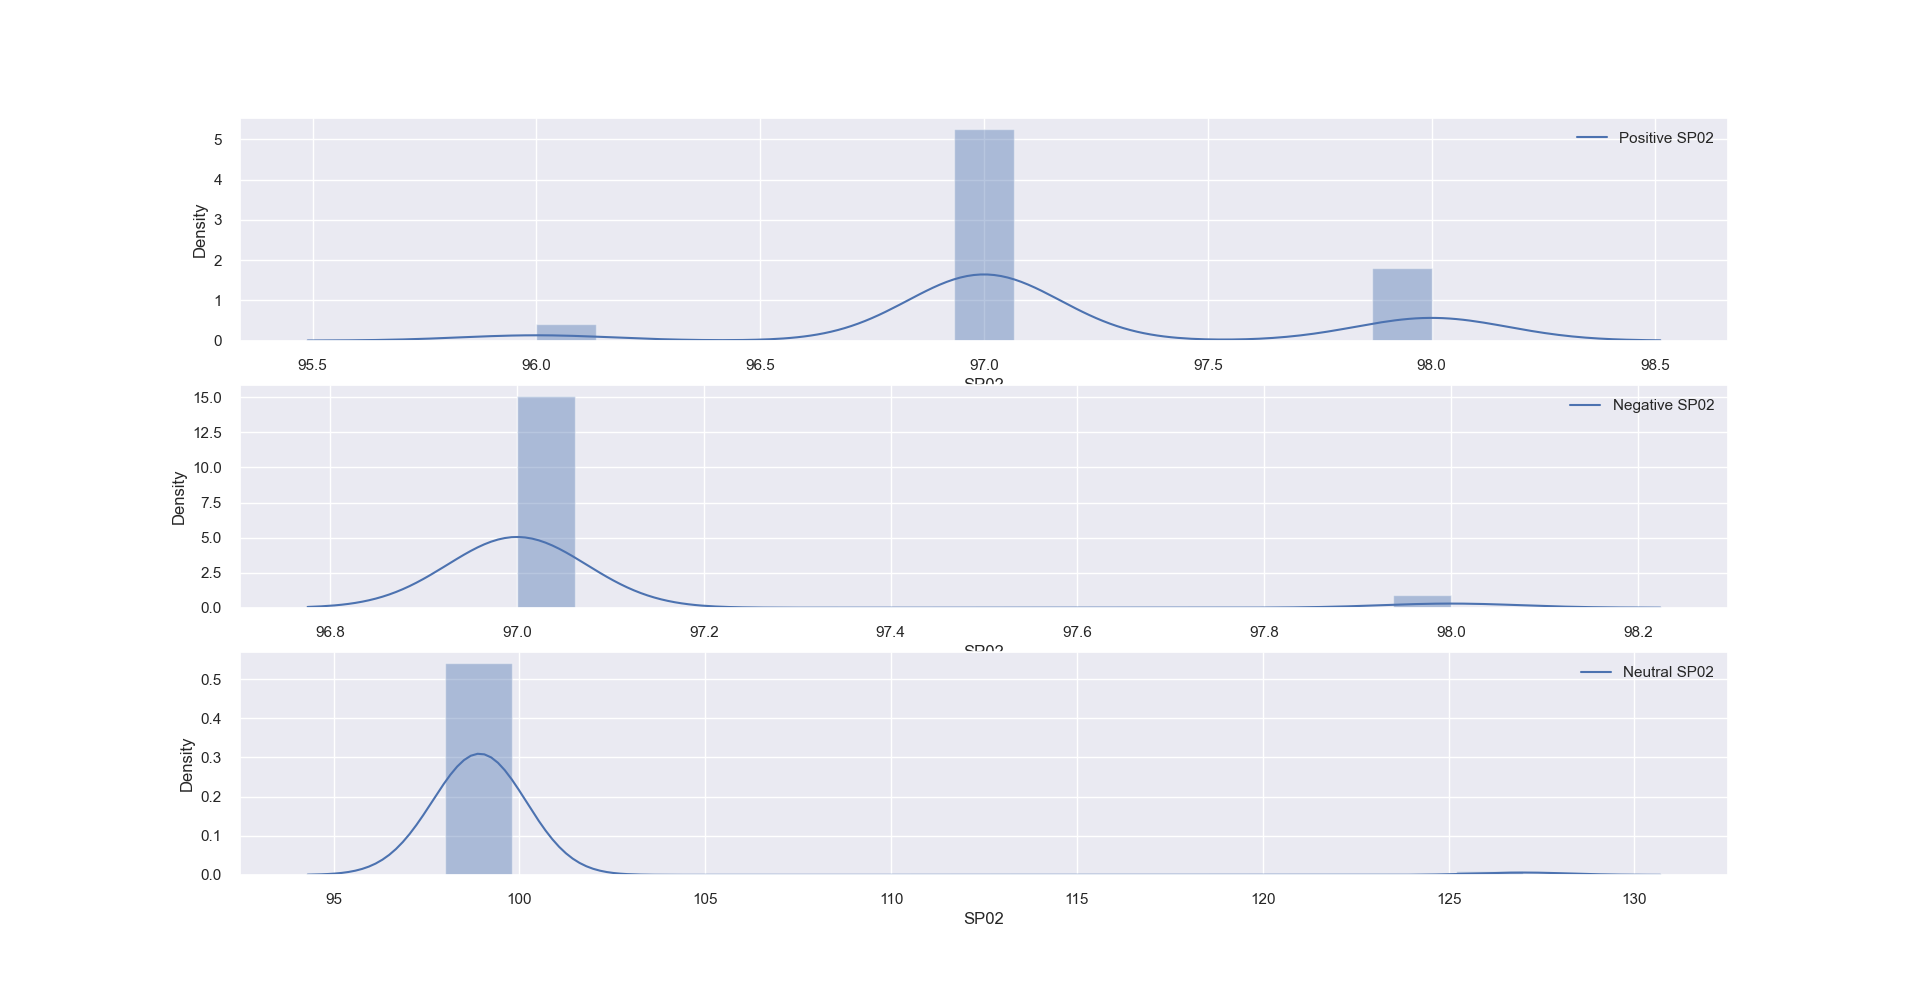 5
4
3
2
1
0
Density
Positive SP02
95.5 96.0 96.5 97.0 97.5 98.0 98.5
SP02
15.0
12.5
10.0
7.5
5.0
2.5
0.0
Density
Negative SP02
96.8 97.0 97.2 97.4 97.6 97.8 98.0 98.2
SP02
0.5
0.4
0.3
0.2
0.1
0.0
Density
Neutral SP02
95 100 105 110 115 120 125 130
SP02